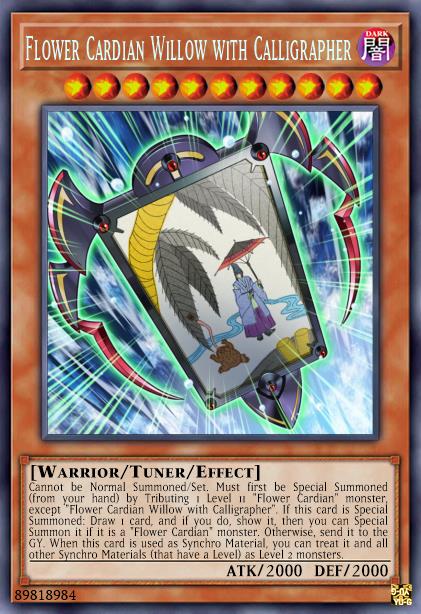 Flower Cardian Willow with Calligrapher
DARK
闇
[Warrior/Tuner/Effect]
Cannot be Normal Summoned/Set. Must first be Special Summoned
(from your hand) by Tributing 1 Level 11 "Flower Cardian" monster,
except "Flower Cardian Willow with Calligrapher". If this card is Special
Summoned: Draw 1 card, and if you do, show it, then you can Special
Summon it if it is a "Flower Cardian" monster. Otherwise, send it to the
GY. When this card is used as Synchro Material, you can treat it and all
other Synchro Materials (that have a Level) as Level 2 monsters.
ATK/2000 DEF/2000
89818984